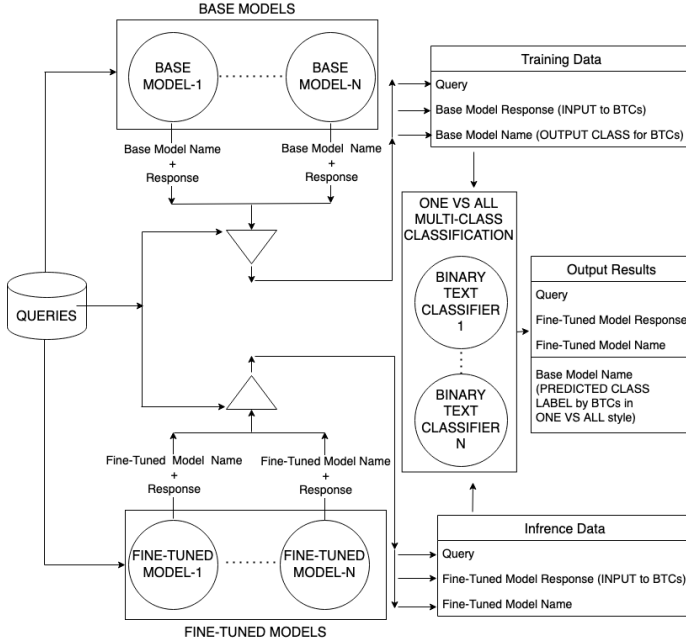 BASE MODELS
BASE
MODEL-1
BASE
MODEL-N
Base Model Name
+
Response
Base Model Name
+
Response
Training Data
Query
Base Model Response (INPUT to BTCs)
Base Model Name (OUTPUT CLASS for BTCs)
QUERIES
ONE VS ALL
MULTI-CLASS
CLASSIFICATION
BINARY
TEXT
CLASSIFIER
1
BINARY
TEXT
CLASSIFIER
N
Output Results
Query
Fine-Tuned Model Response
Fine-Tuned Model Name
Base Model Name
(PREDICTED CLASS
LABEL by BTCs in
ONE VS ALL style)
Fine-Tuned Model Name
+
Response
Fine-Tuned Model Name
+
Response
FINE-TUNED
MODEL-1
FINE-TUNED
MODEL-N
FINE-TUNED MODELS
Infrence Data
Query
Fine-Tuned Model Response (INPUT to BTCs)
Fine-Tuned Model Name